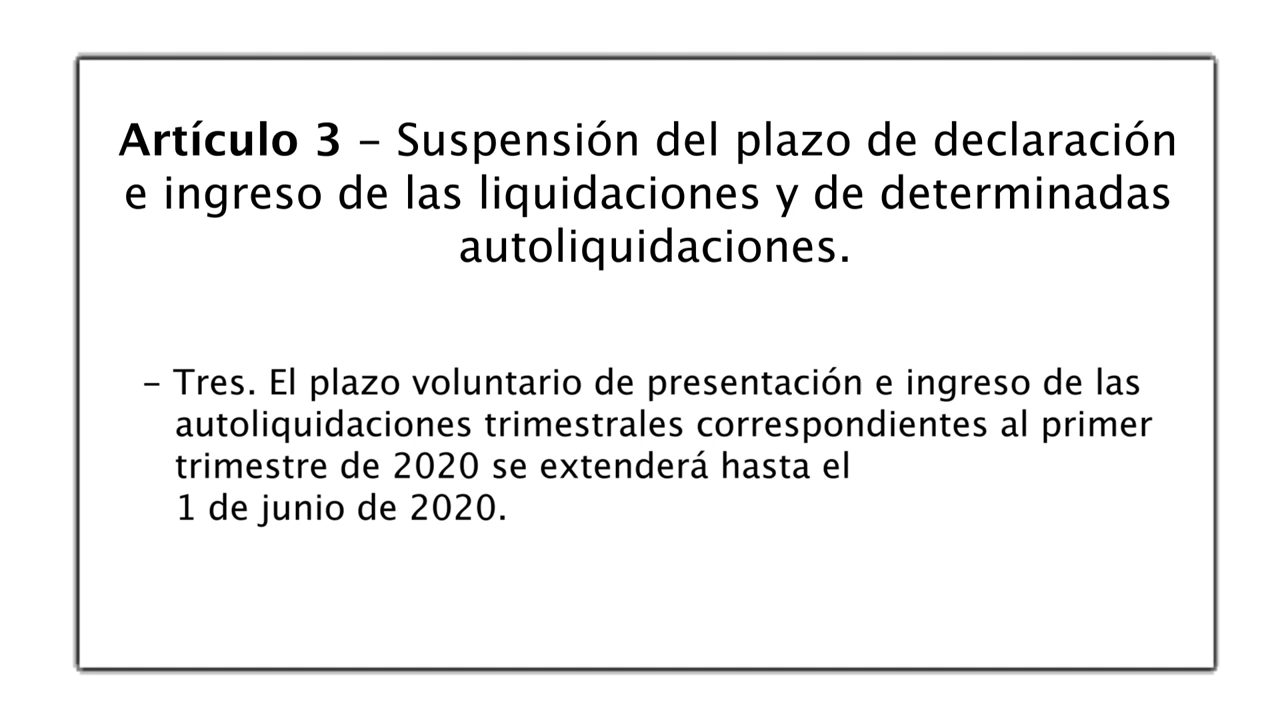 Artículo 3 – Suspensión del plazo de declaración
e ingreso de las liquidaciones y de determinadas
autoliquidaciones.
– Tres. El plazo voluntario de presentación e ingreso de las
autoliquidaciones trimestrales correspondientes al primer
trimestre de 2020 se extenderá hasta el
1 de junio de 2020.